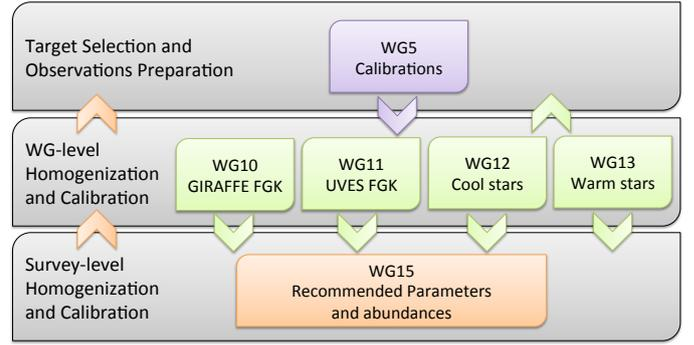 Target Selection and
Observations Preparation
WG5
Calibrations
WG-level
Homogenization
and Calibration
WG10
GIRAFFE FGK
WG11
UVES FGK
WG12
Cool stars
WG13
Warm stars
Survey-level
Homogenization
and Calibration
WG15
Recommended Parameters
and abundances